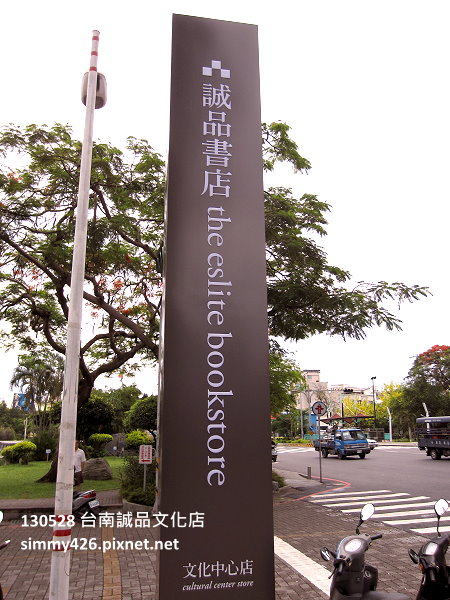 誠品書店 the eslite bookstore
文化中心店
cultural center store
130528 台南誠品文化店
simmy426.pixnet.net